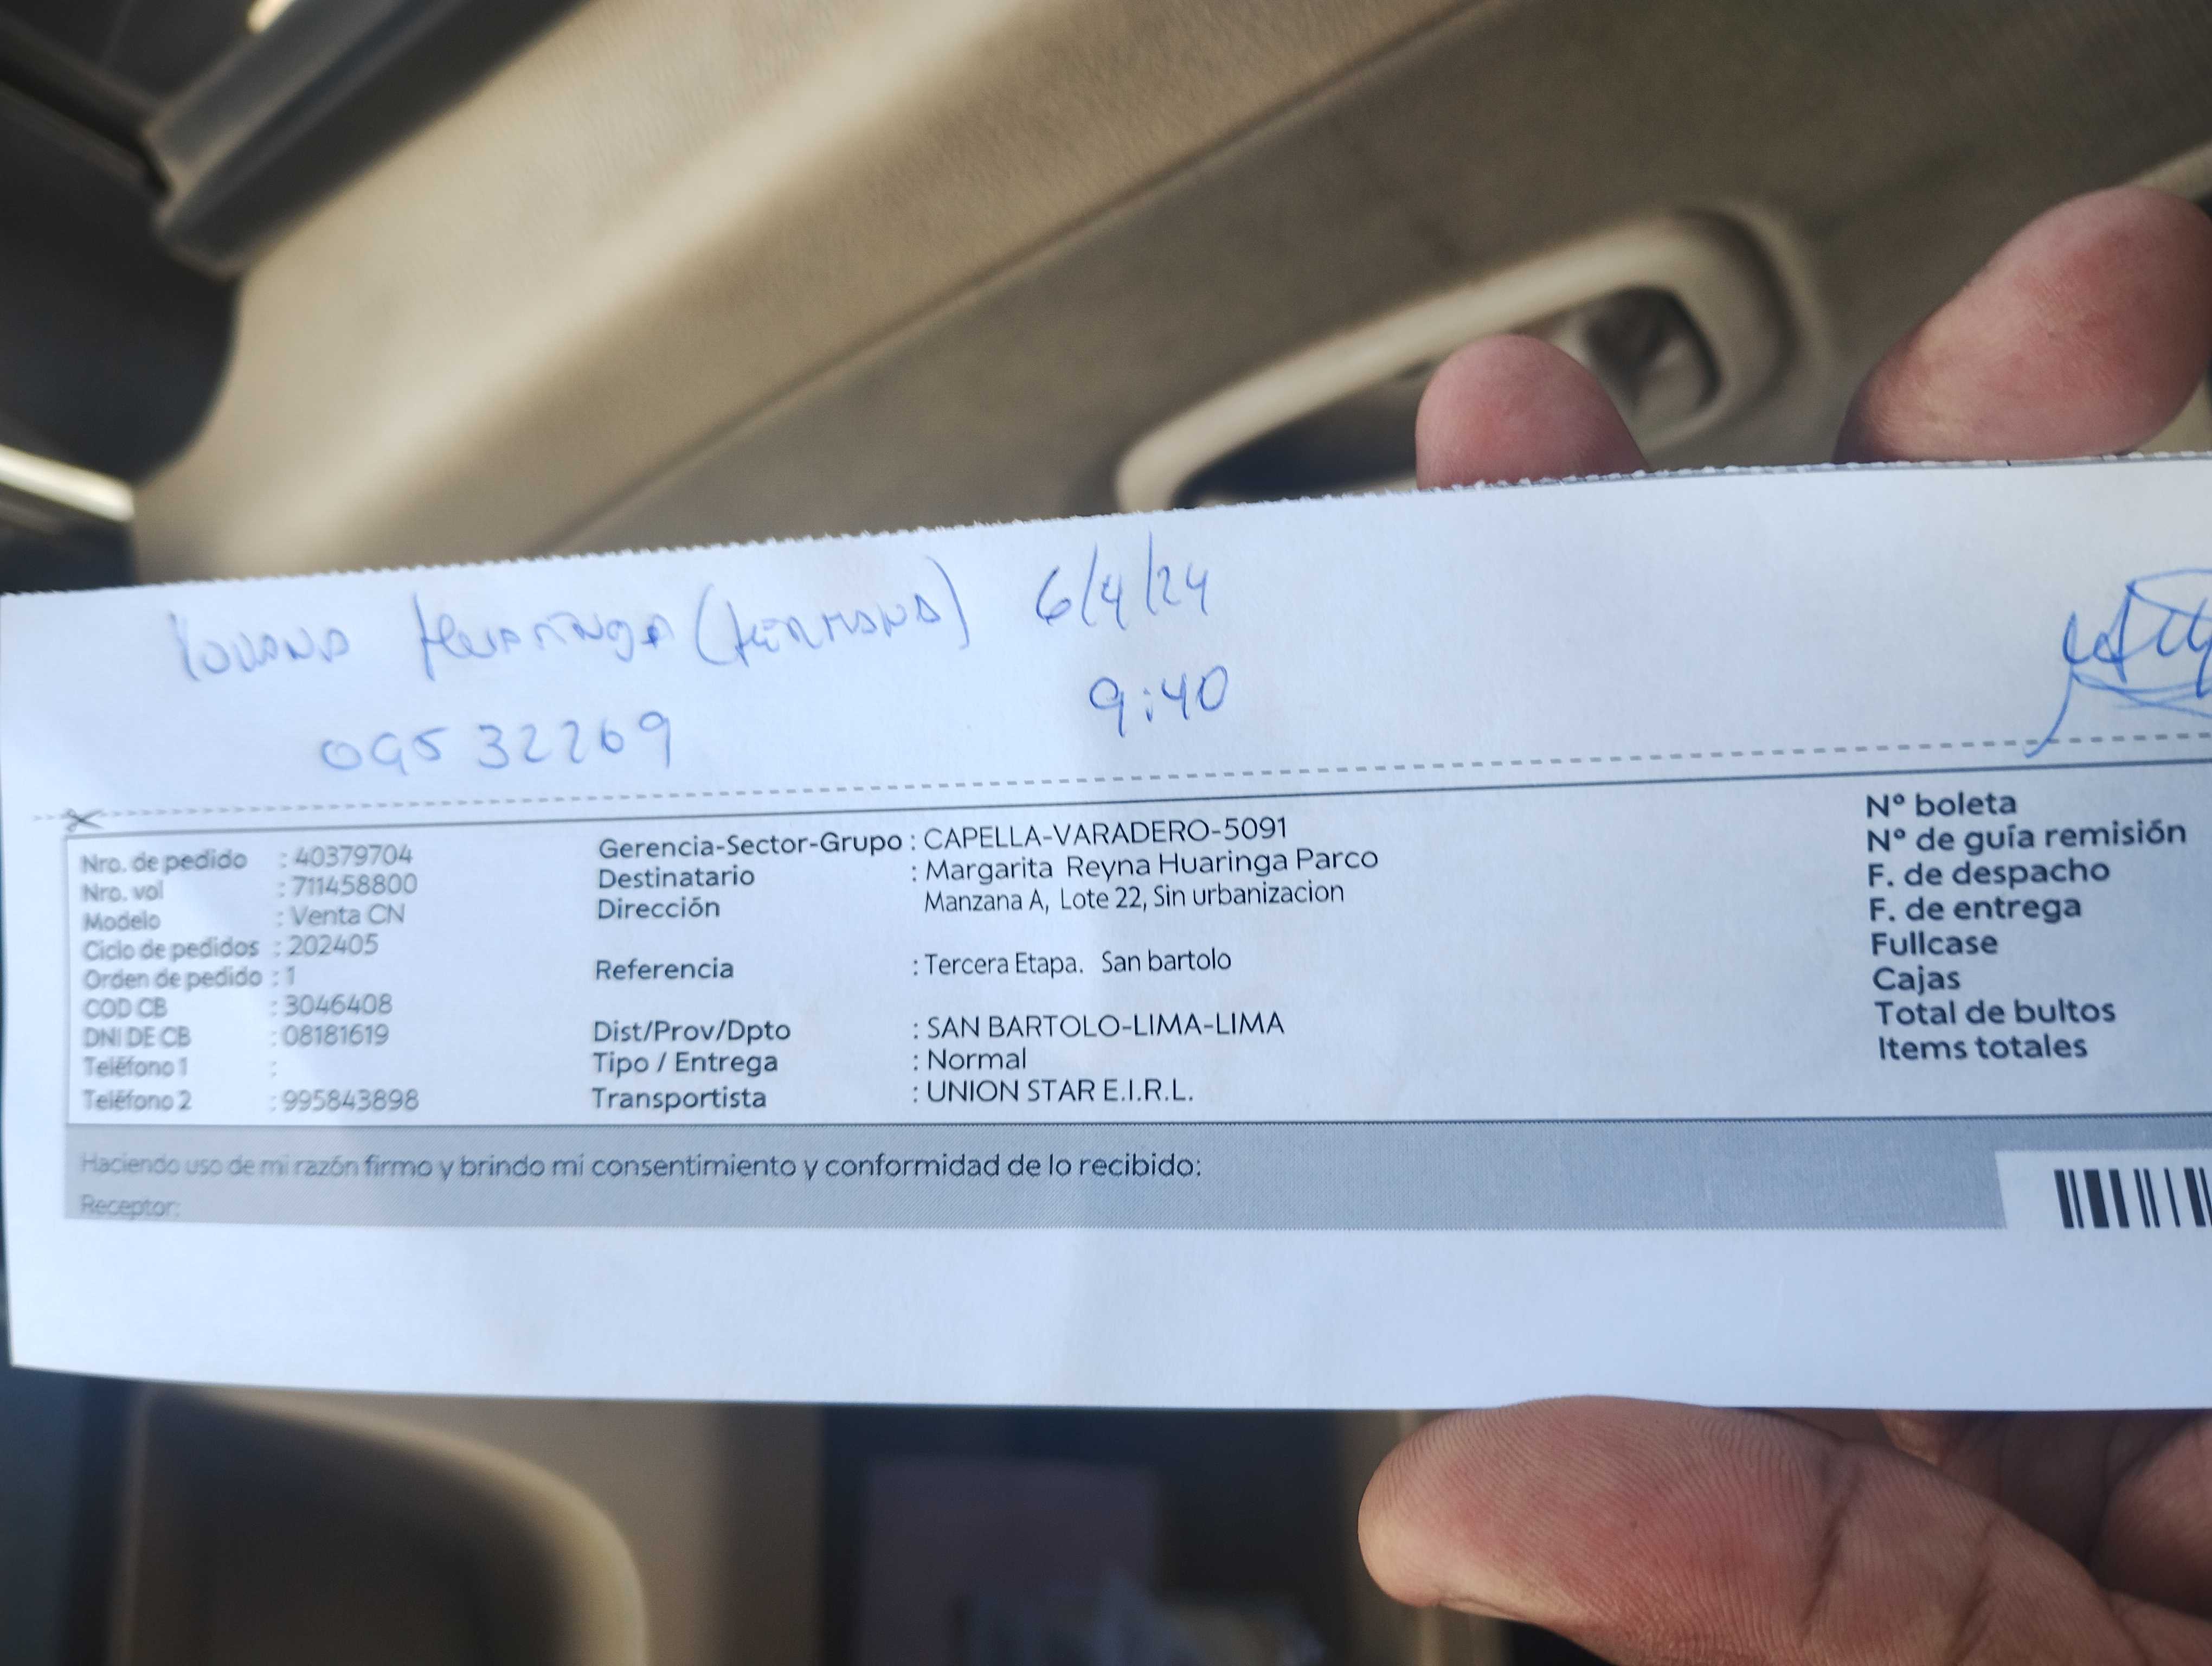 Yovana Huaringa (Hermana) 6/4/24
09532269 9:40
Nro. de pedido : 40379704
Nro. vol : 711458800
Modelo : Venta CN
Ciclo de pedidos : 202405
Orden de pedido : 1
COD CB : 3046408
DNI DE CB : 08181619
Teléfono 1 :
Teléfono 2 : 995843898
Gerencia-Sector-Grupo : CAPELLA-VARADERO-5091
Destinatario : Margarita Reyna Huaringa Parco
Dirección Manzana A, Lote 22, Sin urbanizacion
Referencia : Tercera Etapa. San bartolo
Dist/Prov/Dpto : SAN BARTOLO-LIMA-LIMA
Tipo / Entrega : Normal
Transportista : UNION STAR E.I.R.L.
N° boleta
N° de guía remisión
F. de despacho
F. de entrega
Fullcase
Cajas
Total de bultos
Items totales
Haciendo uso de mi razón firmo y brindo mi consentimiento y conformidad de lo recibido:
Receptor: